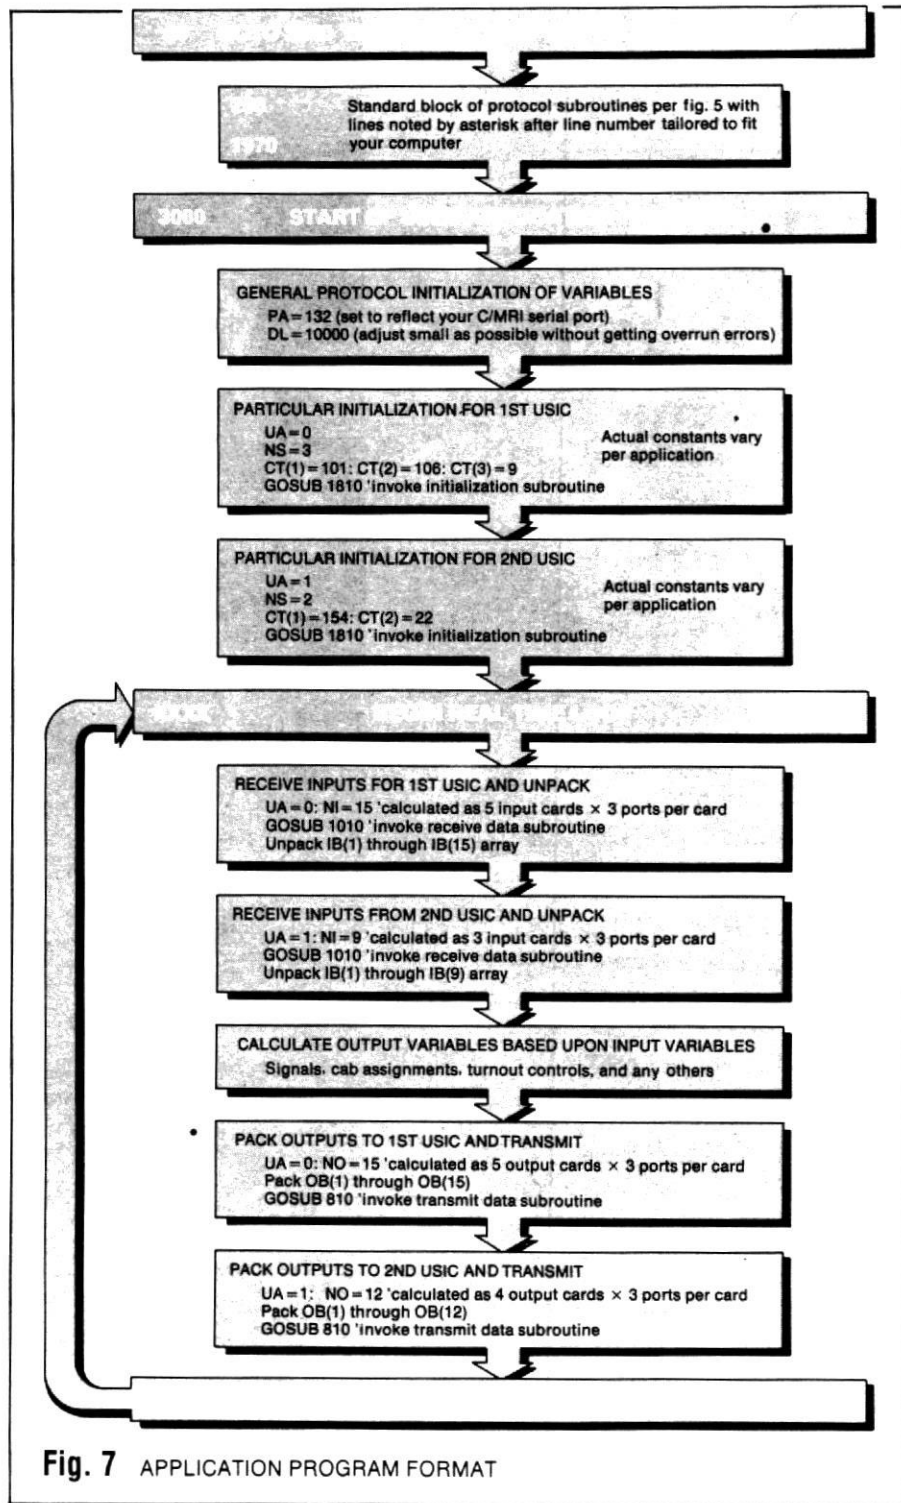 Standard block of protocol subroutines per fig. 5 with
lines noted by asterisk after line number tailored to fit
1970 your computer
3000 START
GENERAL PROTOCOL INITIALIZATION OF VARIABLES
PA=132 (set to reflect your C/MRI serial port)
DL=10000 (adjust small as possible without getting overrun errors)
PARTICULAR INITIALIZATION FOR 1ST USIC
UA=0
NS=3
CT(1)=101: CT(2)=106: CT(3)=9
GOSUB 1810 'invoke initialization subroutine
Actual constants vary
per application
PARTICULAR INITIALIZATION FOR 2ND USIC
UA=1
NS=2
CT(1)=154: CT(2)=22
GOSUB 1810 'invoke initialization subroutine
Actual constants vary
per application
RECEIVE INPUTS FOR 1ST USIC AND UNPACK
UA=0: NI=15 'calculated as 5 input cards × 3 ports per card
GOSUB 1010 'invoke receive data subroutine
Unpack IB(1) through IB(15) array
RECEIVE INPUTS FROM 2ND USIC AND UNPACK
UA=1: NI=9 'calculated as 3 input cards × 3 ports per card
GOSUB 1010 'invoke receive data subroutine
Unpack IB(1) through IB(9) array
CALCULATE OUTPUT VARIABLES BASED UPON INPUT VARIABLES
Signals, cab assignments, turnout controls, and any others
PACK OUTPUTS TO 1ST USIC AND TRANSMIT
UA=0: NO=15 'calculated as 5 output cards × 3 ports per card
Pack OB(1) through OB(15)
GOSUB 810 'invoke transmit data subroutine
PACK OUTPUTS TO 2ND USIC AND TRANSMIT
UA=1: NO=12 'calculated as 4 output cards × 3 ports per card
Pack OB(1) through OB(12)
GOSUB 810 'invoke transmit data subroutine
Fig. 7 APPLICATION PROGRAM FORMAT